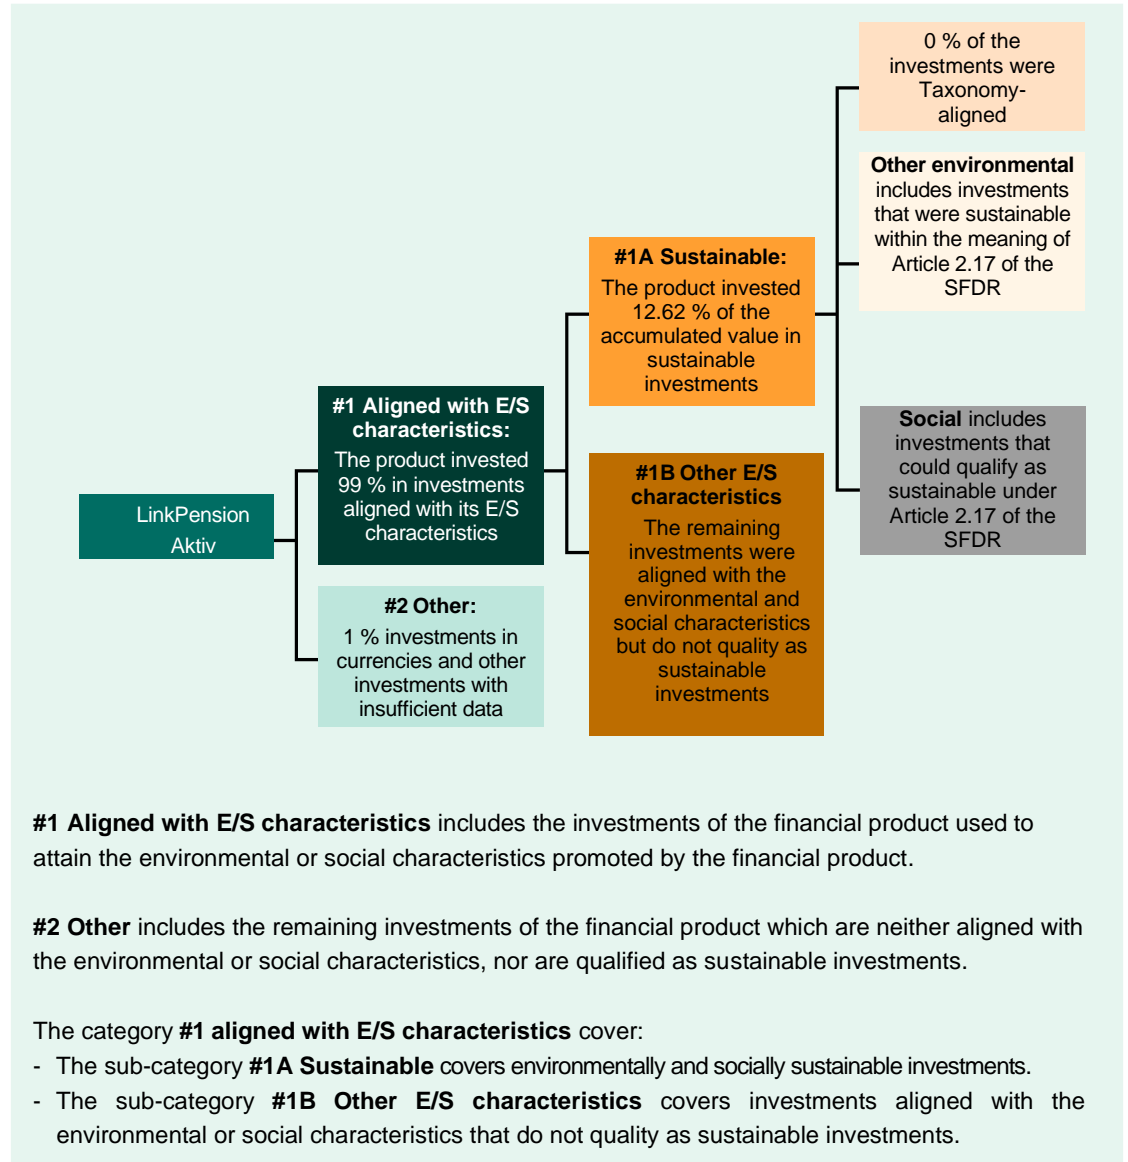 LinkPension
Aktiv
#1 Aligned with E/S
characteristics:
The product invested
99 % in investments
aligned with its E/S
characteristics
#2 Other:
1 % investments in
currencies and other
investments with
insufficient data
#1A Sustainable:
The product invested
12.62 % of the
accumulated value in
sustainable
investments
#1B Other E/S
characteristics
The remaining
investments were
aligned with the
environmental and
social characteristics
but do not quality as
sustainable
investments
0 % of the
investments were
Taxonomy-
aligned
Other environmental
includes investments
that were sustainable
within the meaning of
Article 2.17 of the
SFDR
Social includes
investments that
could qualify as
sustainable under
Article 2.17 of the
SFDR
#1 Aligned with E/S characteristics includes the investments of the financial product used to
attain the environmental or social characteristics promoted by the financial product.
#2 Other includes the remaining investments of the financial product which are neither aligned with
the environmental or social characteristics, nor are qualified as sustainable investments.
The category #1 aligned with E/S characteristics cover:
- The sub-category #1A Sustainable covers environmentally and socially sustainable investments.
- The sub-category #1B Other E/S characteristics covers investments aligned with the
environmental or social characteristics that do not quality as sustainable investments.